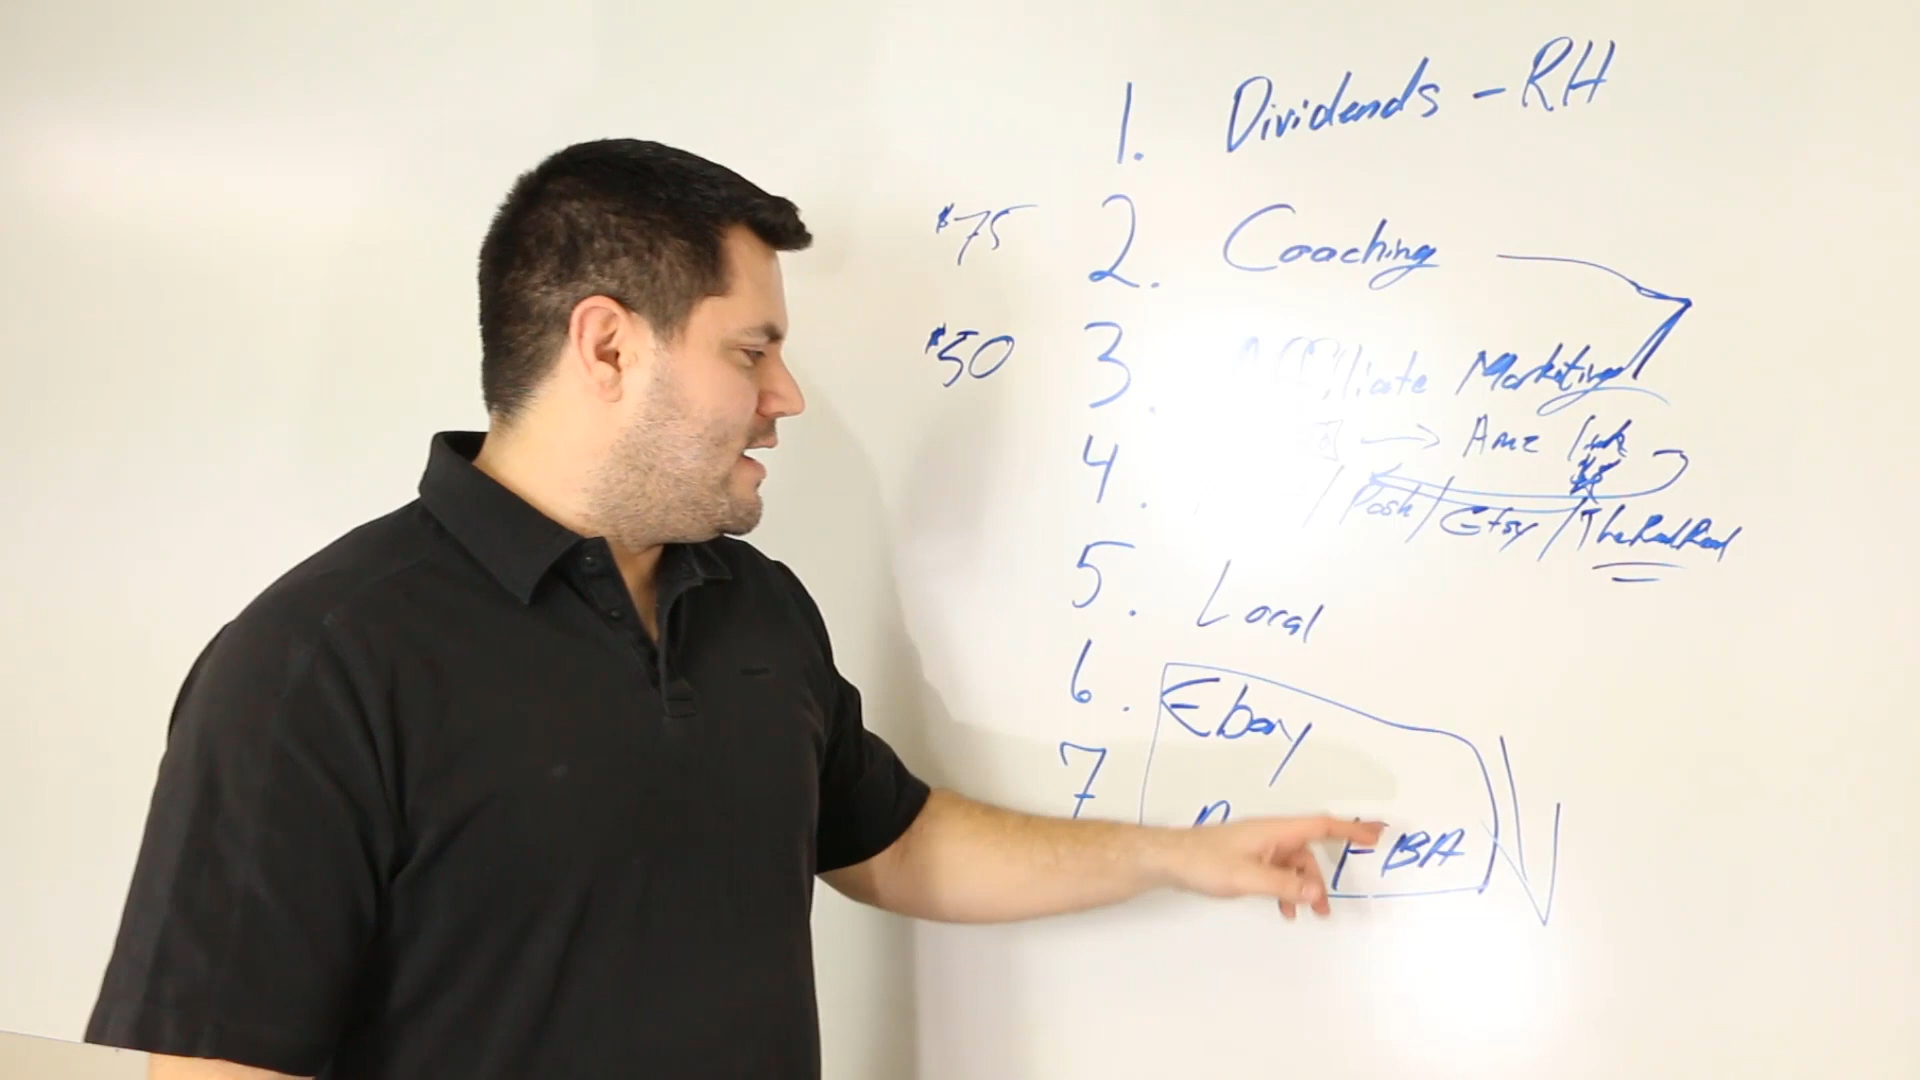 1. Dividends - RH
$75 2. Coaching
$50 3. Affiliate Marketing
→ Amz link
4. / Posh / Etsy / TheRealReal
5. Local
6. Ebay
7 FBA